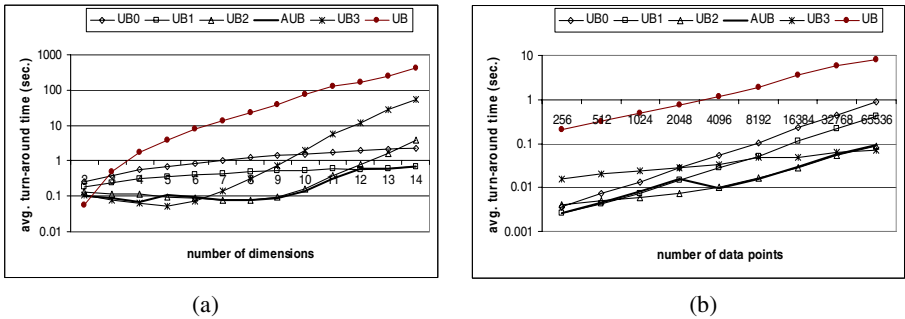 UB0 UB1 UB2 AUB UB3 UB
avg. turn-around time (sec.)
1000
100
10
1
0.1
0.01
2 3 4 5 6 7 8 9 10 11 12 13 14
number of dimensions
(a)
UB0 UB1 UB2 AUB UB3 UB
avg. turn-around time (sec.)
10
1
0.1
0.01
0.001
256 512 1024 2048 4096 8192 16384 32768 65536
number of data points
(b)